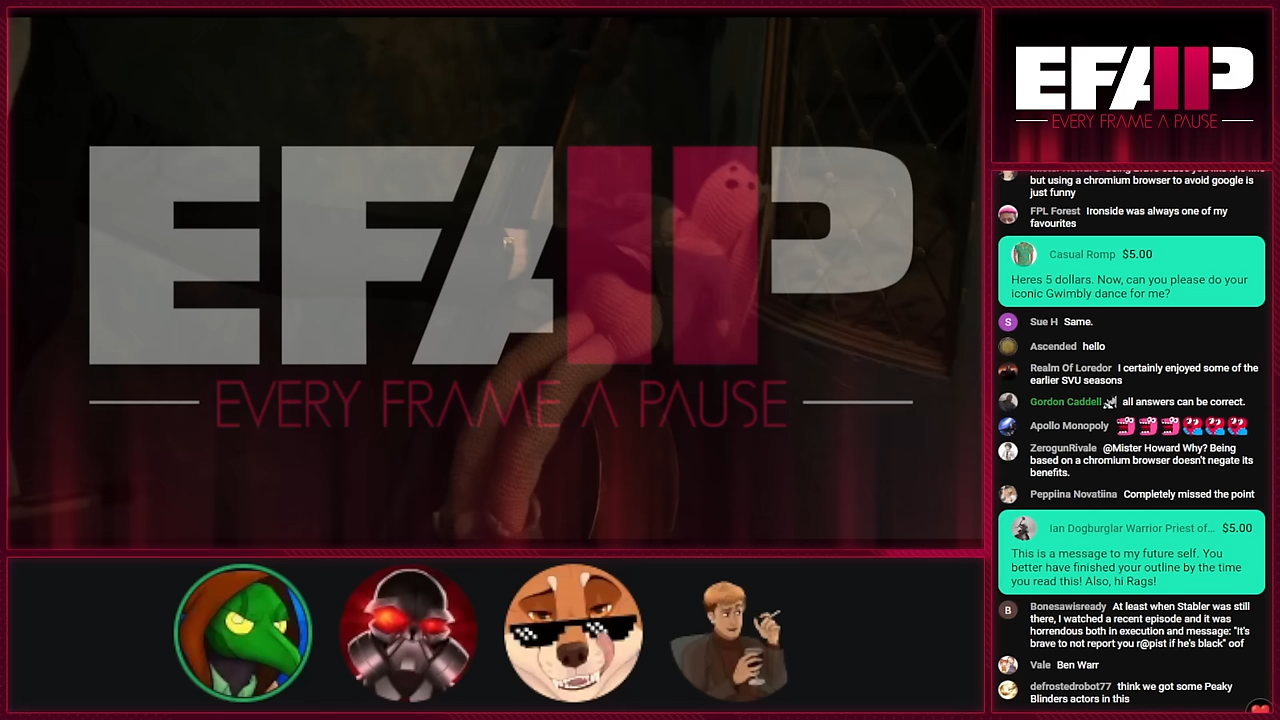 EFAP
EVERY FRAME A PAUSE
EFAP
EVERY FRAME A PAUSE
but using a chromium browser to avoid google is
just funny
FPL Forest Ironside was always one of my
favourites
Casual Romp $5.00
Heres 5 dollars. Now, can you please do your
iconic Gwimbly dance for me?
S Sue H Same.
Ascended hello
Realm Of Loredor I certainly enjoyed some of the
earlier SVU seasons
Gordon Caddell all answers can be correct.
Apollo Monopoly
ZerogunRivale @Mister Howard Why? Being
based on a chromium browser doesn't negate its
benefits.
Peppiina Novatiina Completely missed the point
Ian Dogburglar Warrior Priest of... $5.00
This is a message to my future self. You
better have finished your outline by the time
you read this! Also, hi Rags!
B Bonesawisready At least when Stabler was still
there, I watched a recent episode and it was
horrendous both in execution and message: "It's
brave to not report you r@pist if he's black" oof
Vale Ben Warr
defrostedrobot77 think we got some Peaky
Blinders actors in this